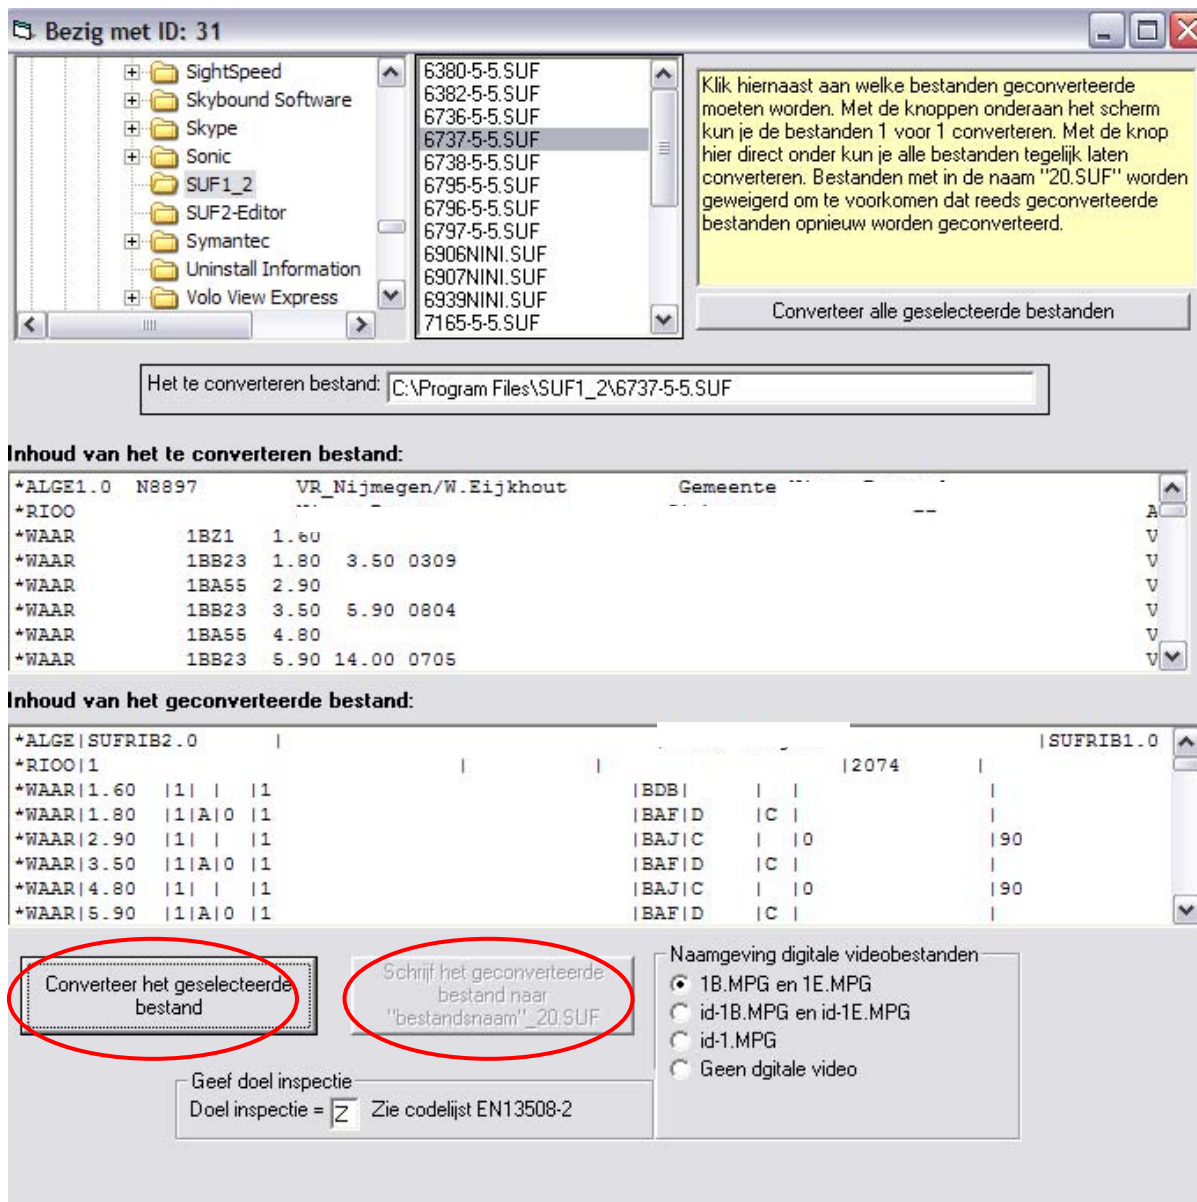 Bezig met ID: 31
SightSpeed
Skybound Software
Skype
Sonic
SUF1_2
SUF2-Editor
Symantec
Uninstall Information
Volo View Express
6380-5-5.SUF
6382-5-5.SUF
6736-5-5.SUF
6737-5-5.SUF
6738-5-5.SUF
6795-5-5.SUF
6796-5-5.SUF
6797-5-5.SUF
6906NINI.SUF
6907NINI.SUF
6939NINI.SUF
7165-5-5.SUF
Klik hiernaast aan welke bestanden geconverteerde
moeten worden. Met de knoppen onderaan het scherm
kun je de bestanden 1 voor 1 converteren. Met de knop
hier direct onder kun je alle bestanden tegelijk laten
converteren. Bestanden met in de naam "20.SUF" worden
geweigerd om te voorkomen dat reeds geconverteerde
bestanden opnieuw worden geconverteerd.
Converteer alle geselecteerde bestanden
Het te converteren bestand: C:\Program Files\SUF1_2\6737-5-5.SUF
Inhoud van het te converteren bestand:
*ALGE1.0 N8897 VR_Nijmegen/W.Eijkhout Gemeente
*RIOO A
*WAAR 1BZ1 1.60 V
*WAAR 1BB23 1.80 3.50 0309 V
*WAAR 1BA55 2.90 V
*WAAR 1BB23 3.50 5.90 0804 V
*WAAR 1BA55 4.80 V
*WAAR 1BB23 5.90 14.00 0705 V
Inhoud van het geconverteerde bestand:
*ALGE|SUFRIB2.0 | |SUFRIB1.0
*RIOO|1 | | |2074 |
*WAAR|1.60 |1| | |1 |BDB| | | |
*WAAR|1.80 |1|A|0 |1 |BAF|D |C | |
*WAAR|2.90 |1| | |1 |BAJ|C | |0 |90
*WAAR|3.50 |1|A|0 |1 |BAF|D |C | |
*WAAR|4.80 |1| | |1 |BAJ|C | |0 |90
*WAAR|5.90 |1|A|0 |1 |BAF|D |C | |
Converteer het geselecteerde
bestand
Schrijf het geconverteerde
bestand naar
"bestandsnaam"_20.SUF
Naamgeving digitale videobestanden
1B.MPG en 1E.MPG
id-1B.MPG en id-1E.MPG
id-1.MPG
Geen dgitale video
Geef doel inspectie
Doel inspectie = Z Zie codelijst EN13508-2